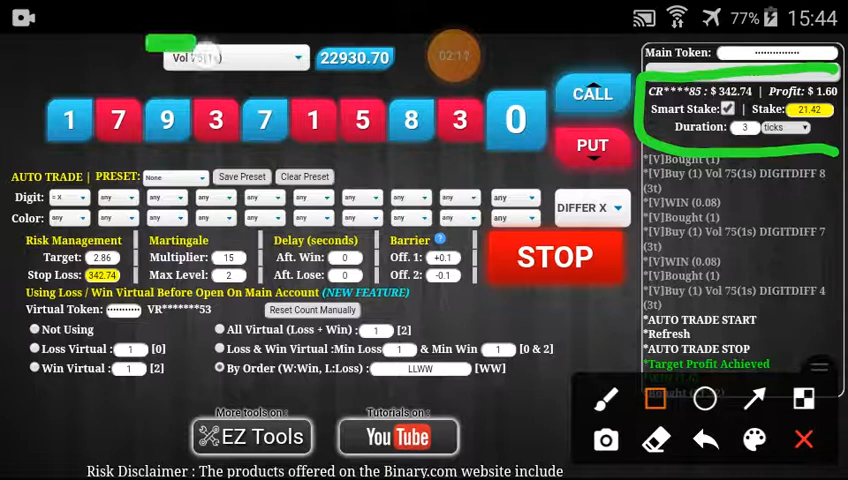 77% 15:44
Vol 75(1s) 22930.70 02:17
1 7 9 3 7 1 5 8 3 0
CALL
PUT
AUTO TRADE | PRESET: None Save Preset Clear Preset
Digit: = X any any any any any any any any
Color: any any any any any any any any any
DIFFER X
Risk Management Martingale Delay (seconds) Barrier ?
Target: 2.86 Multiplier: 15 Aft. Win: 0 Off. 1: +0.1
Stop Loss: 342.74 Max Level: 2 Aft. Loss: 0 Off. 2: -0.1
STOP
Using Loss / Win Virtual Before Open On Main Account (NEW FEATURE)
Virtual Token: •••••••••• VR*******53 Reset Count Manually
Not Using All Virtual (Loss + Win) : 1 [2]
Loss Virtual : 1 [0] Loss & Win Virtual :Min Loss 1 & Min Win 1 [0 & 2]
Win Virtual : 1 [2] By Order (W:Win, L:Loss) : LLWW [WW]
More tools on : Tutorials on :
EZ Tools YouTube
Risk Disclaimer : The products offered on the Binary.com website include
Main Token: •••••••••••••••
CR****85 : $ 342.74 | Profit: $ 1.60
Smart Stake: | Stake: 21.42
Duration: 3 ticks
*[V]Bought (1)
*[V]Buy (1) Vol 75(1s) DIGITDIFF 8
(3t)
*[V]WIN (0.08)
*[V]Bought (1)
*[V]Buy (1) Vol 75(1s) DIGITDIFF 7
(3t)
*[V]WIN (0.08)
*[V]Bought (1)
*[V]Buy (1) Vol 75(1s) DIGITDIFF 4
(3t)
*AUTO TRADE START
*Refresh
*AUTO TRADE STOP
*Target Profit Achieved